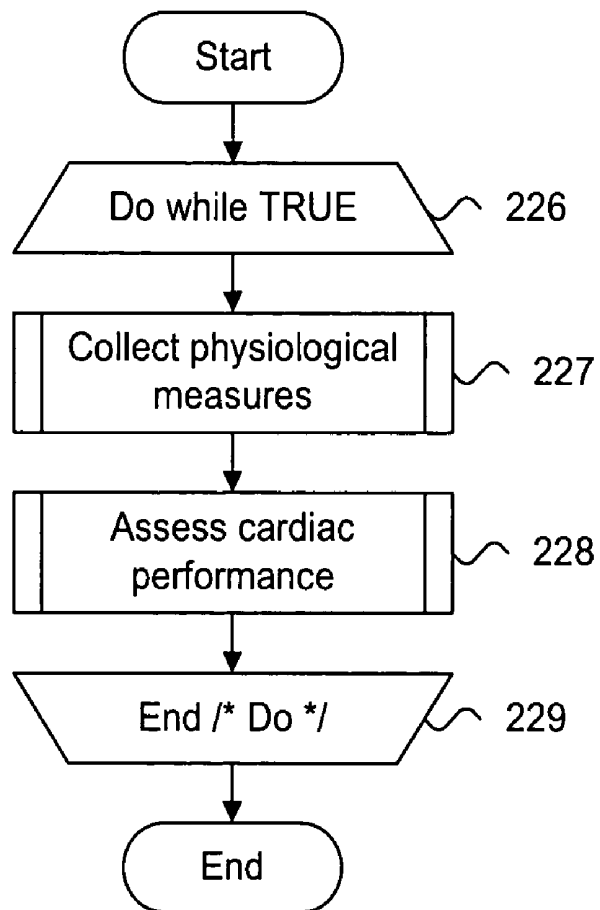 Start
Do while TRUE
226
Collect physiological
measures
227
Assess cardiac
performance
228
End /* Do */
229
End